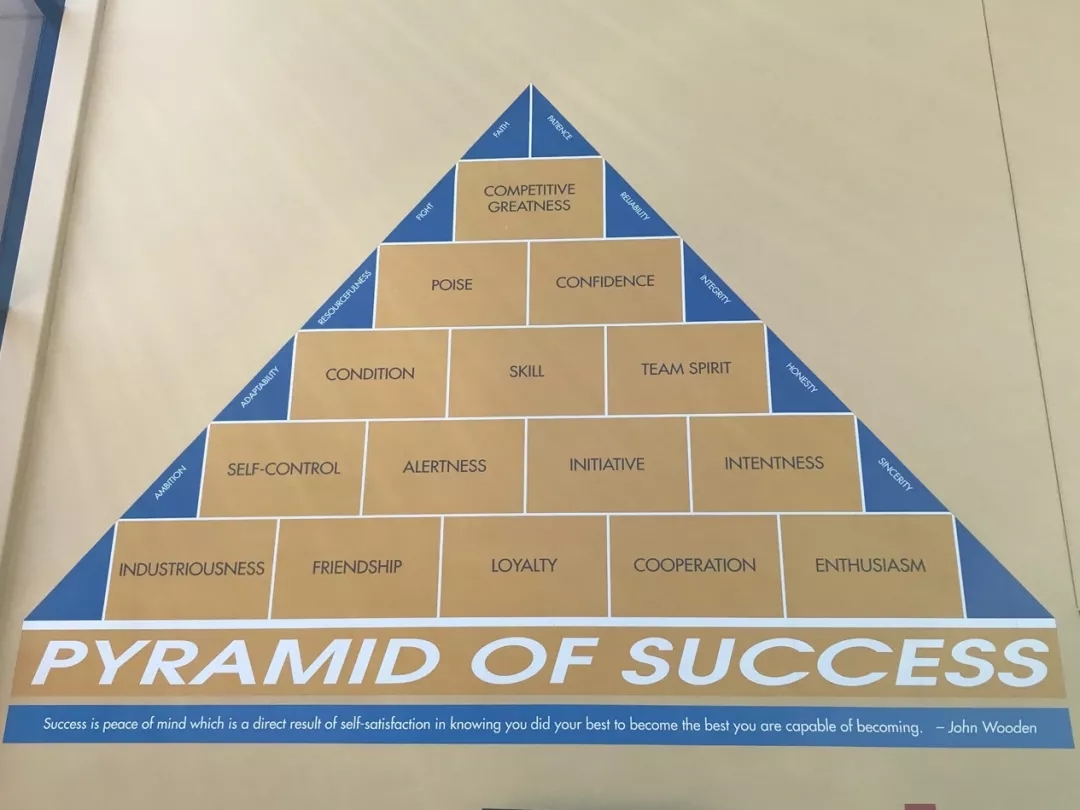 FAITH
PATIENCE
COMPETITIVE
GREATNESS
FIGHT
RELIABILITY
POISE
CONFIDENCE
RESOURCEFULNESS
INTEGRITY
CONDITION
SKILL
TEAM SPIRIT
ADAPTABILITY
HONESTY
SELF-CONTROL
ALERTNESS
INITIATIVE
INTENTNESS
AMBITION
SINCERITY
INDUSTRIOUSNESS
FRIENDSHIP
LOYALTY
COOPERATION
ENTHUSIASM
PYRAMID OF SUCCESS
Success is peace of mind which is a direct result of self-satisfaction in knowing you did your best to become the best you are capable of becoming. – John Wooden